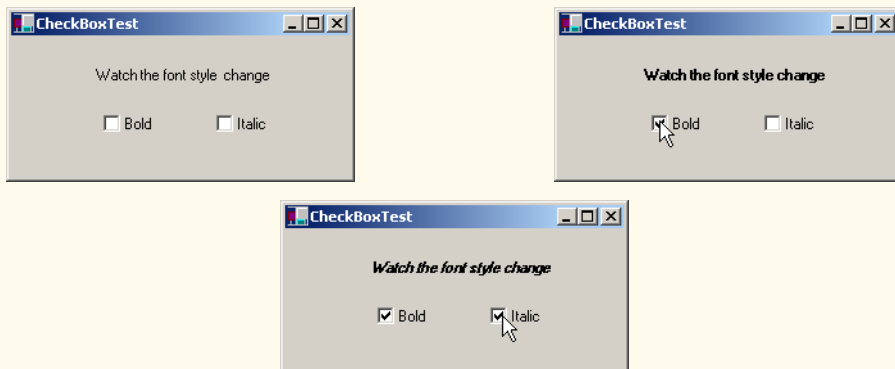 CheckBoxTest
Watch the font style change
Bold Italic
CheckBoxTest
Watch the font style change
Bold Italic
CheckBoxTest
Watch the font style change
Bold Italic